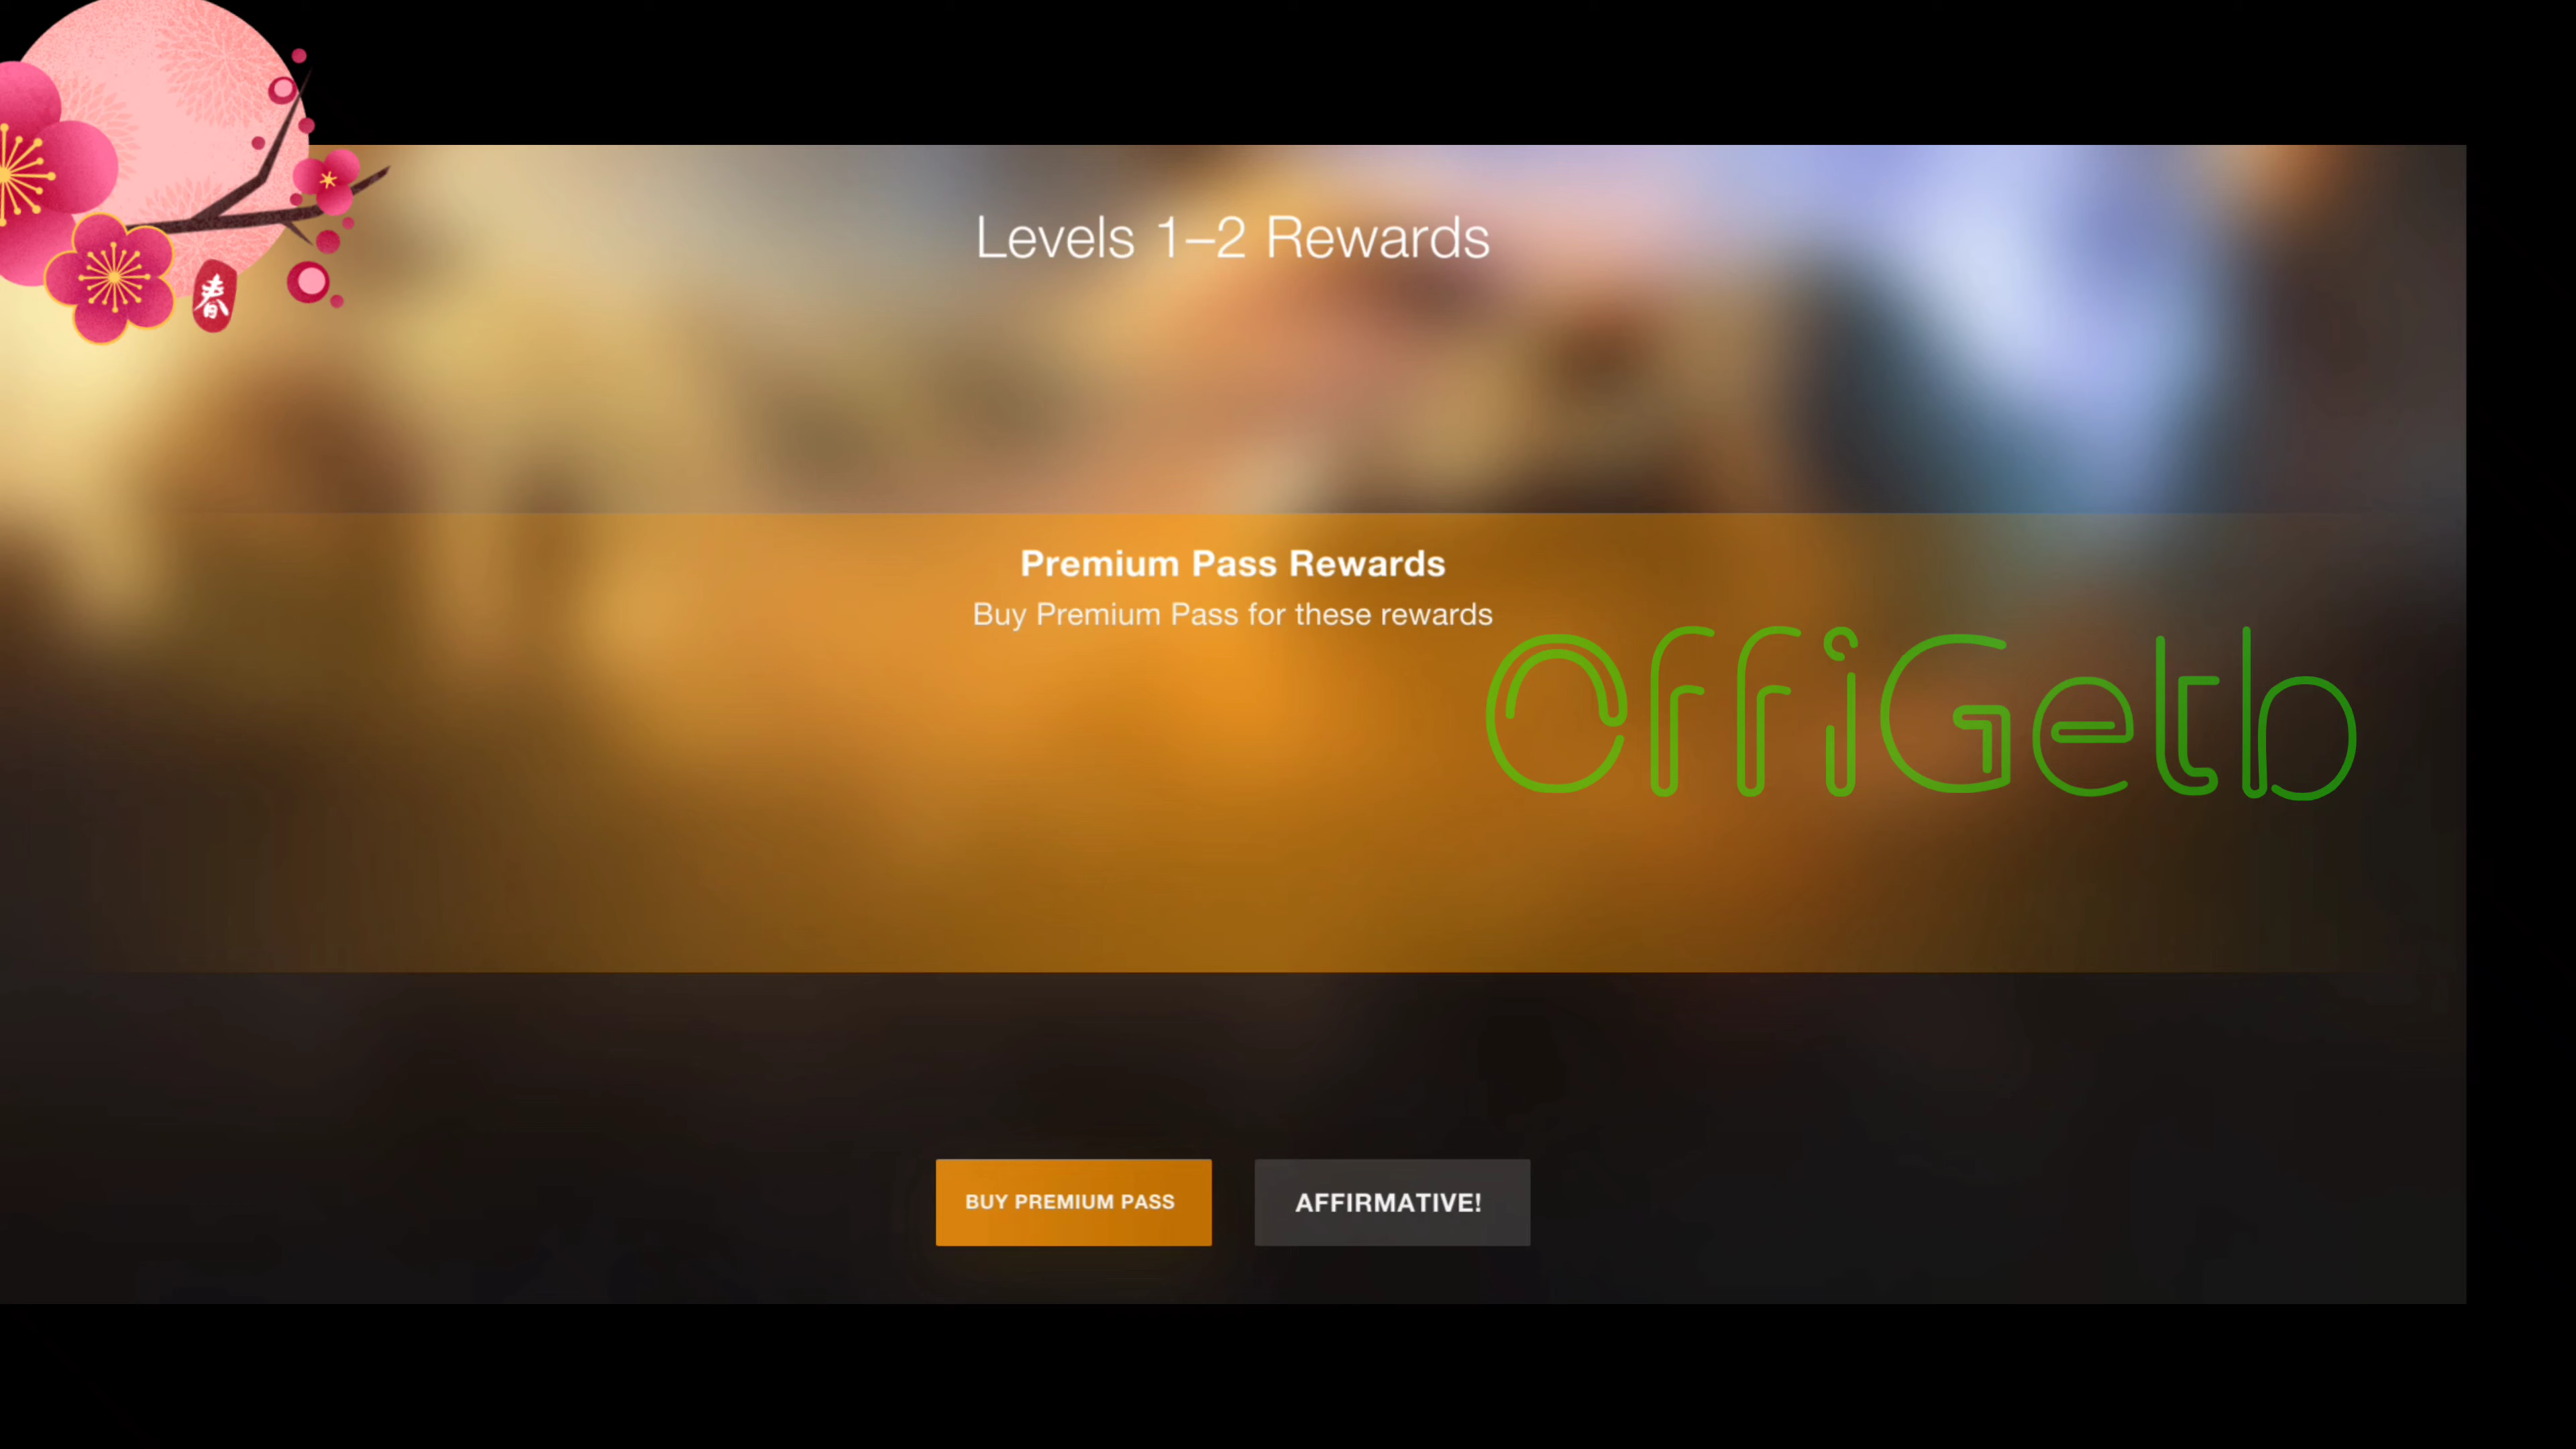 春
Levels 1–2 Rewards
Premium Pass Rewards
Buy Premium Pass for these rewards
OffiGetb
BUY PREMIUM PASS
AFFIRMATIVE!